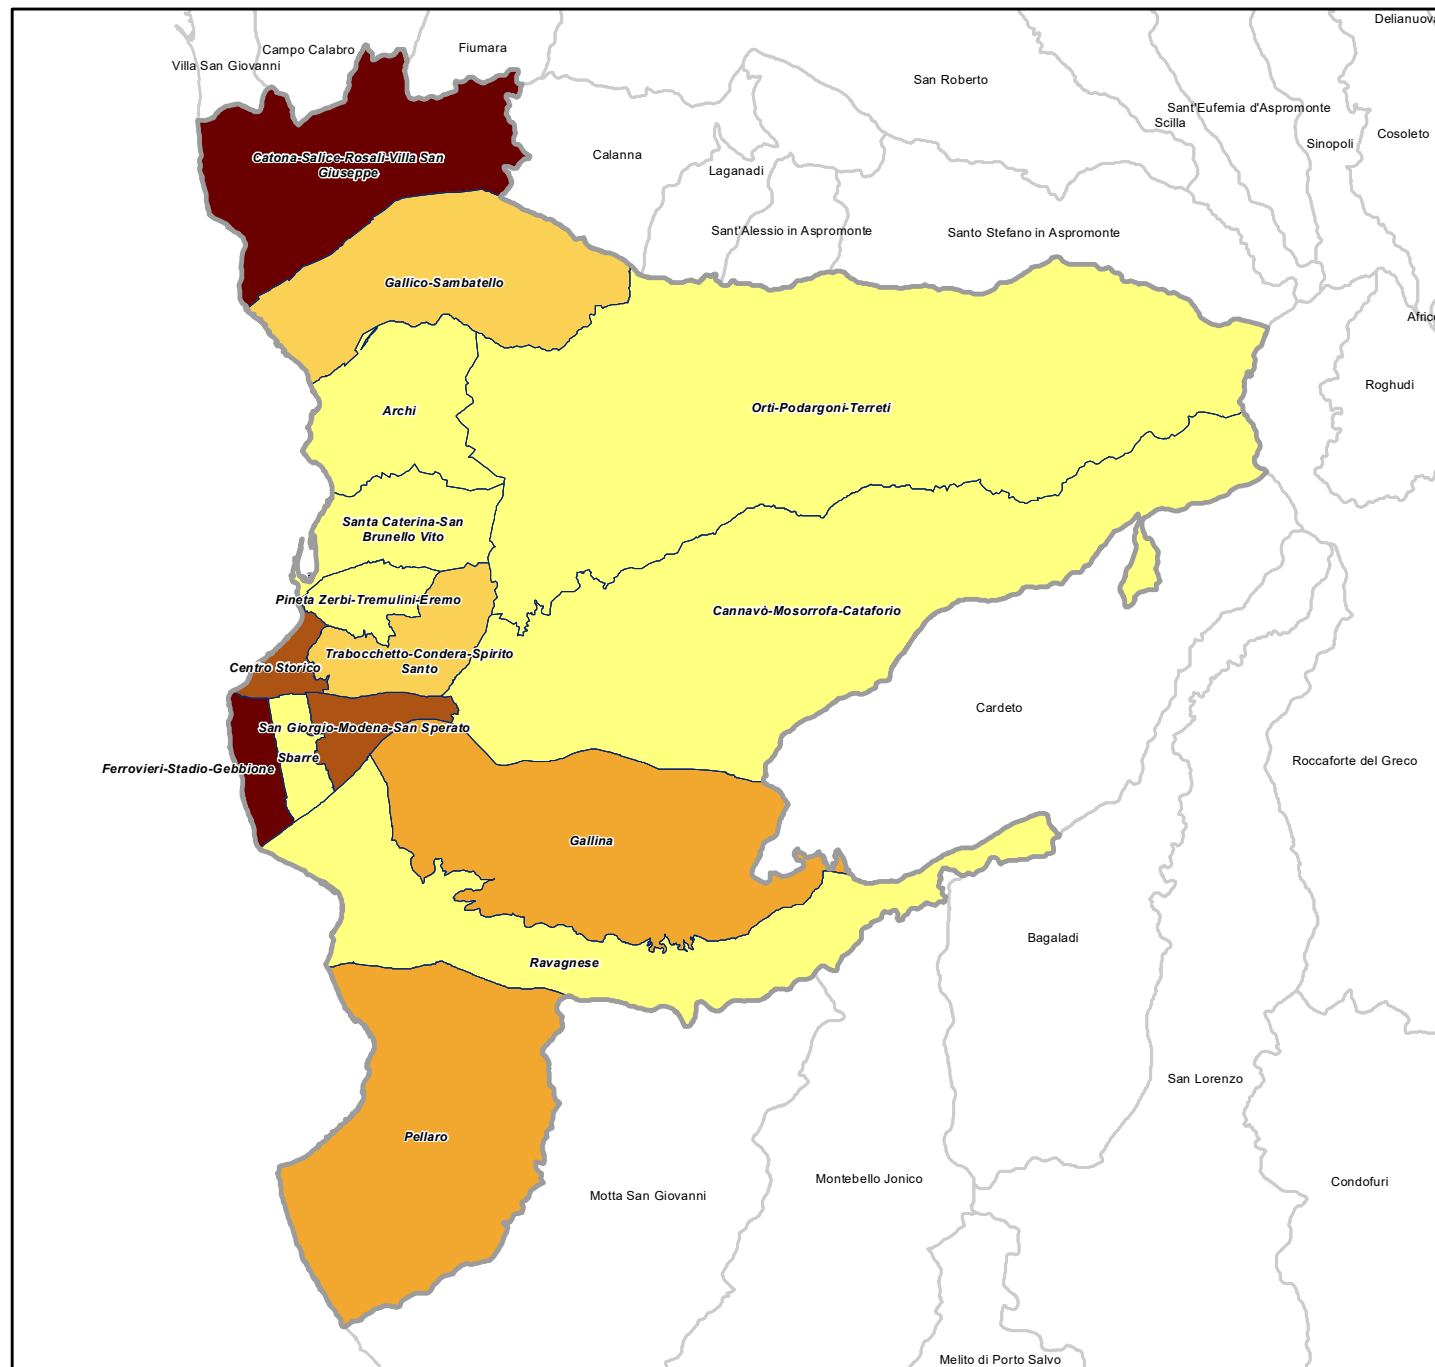 Delianuova
Campo Calabro
Fiumara
Villa San Giovanni
San Roberto
Sant'Eufemia d'Aspromonte
Scilla
Cosoleto
Sinopoli
Catona-Salice-Rosali-Villa San
Giuseppe
Calanna
Laganadi
Sant'Alessio in Aspromonte
Santo Stefano in Aspromonte
Gallico-Sambatello
Africo
Roghudi
Archi
Orti-Podargoni-Terreti
Santa Caterina-San
Brunello Vito
Pineta Zerbi-Tremulini-Eremo
Cannavò-Mosorrofa-Cataforio
Trabocchetto-Condera-Spirito
Santo
Centro Storico
Cardeto
San Giorgio-Modena-San Sperato
Sbarre
Ferrovieri-Stadio-Gebbione
Roccaforte del Greco
Gallina
Bagaladi
Ravagnese
San Lorenzo
Pellaro
Montebello Jonico
Condofuri
Motta San Giovanni
Melito di Porto Salvo